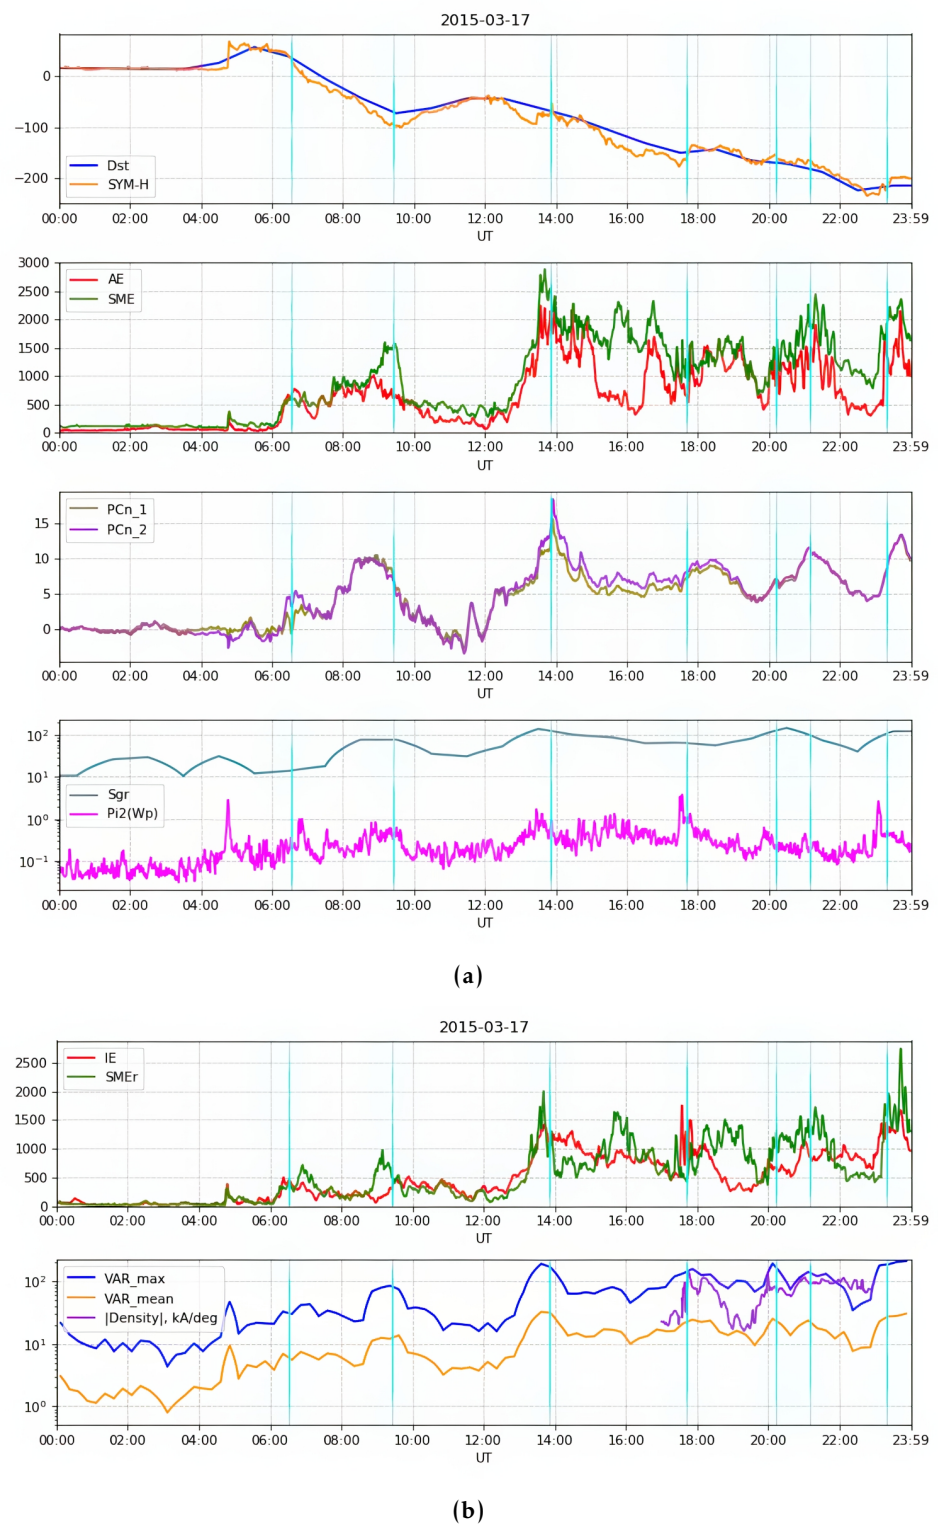 2015-03-17
0
−100
−200
Dst
SYM-H
00:00 02:00 04:00 06:00 08:00 10:00 12:00 14:00 16:00 18:00 20:00 22:00 23:59
UT
3000
2500
2000
1500
1000
500
0
AE
SME
00:00 02:00 04:00 06:00 08:00 10:00 12:00 14:00 16:00 18:00 20:00 22:00 23:59
UT
15
10
5
0
PCn_1
PCn_2
00:00 02:00 04:00 06:00 08:00 10:00 12:00 14:00 16:00 18:00 20:00 22:00 23:59
UT
10²
10¹
10⁰
10⁻¹
Sgr
Pi2(Wp)
00:00 02:00 04:00 06:00 08:00 10:00 12:00 14:00 16:00 18:00 20:00 22:00 23:59
UT
(a)
2015-03-17
2500
2000
1500
1000
500
0
IE
SMEr
00:00 02:00 04:00 06:00 08:00 10:00 12:00 14:00 16:00 18:00 20:00 22:00 23:59
UT
10²
10¹
10⁰
VAR_max
VAR_mean
|Density|, kA/deg
00:00 02:00 04:00 06:00 08:00 10:00 12:00 14:00 16:00 18:00 20:00 22:00 23:59
UT
(b)